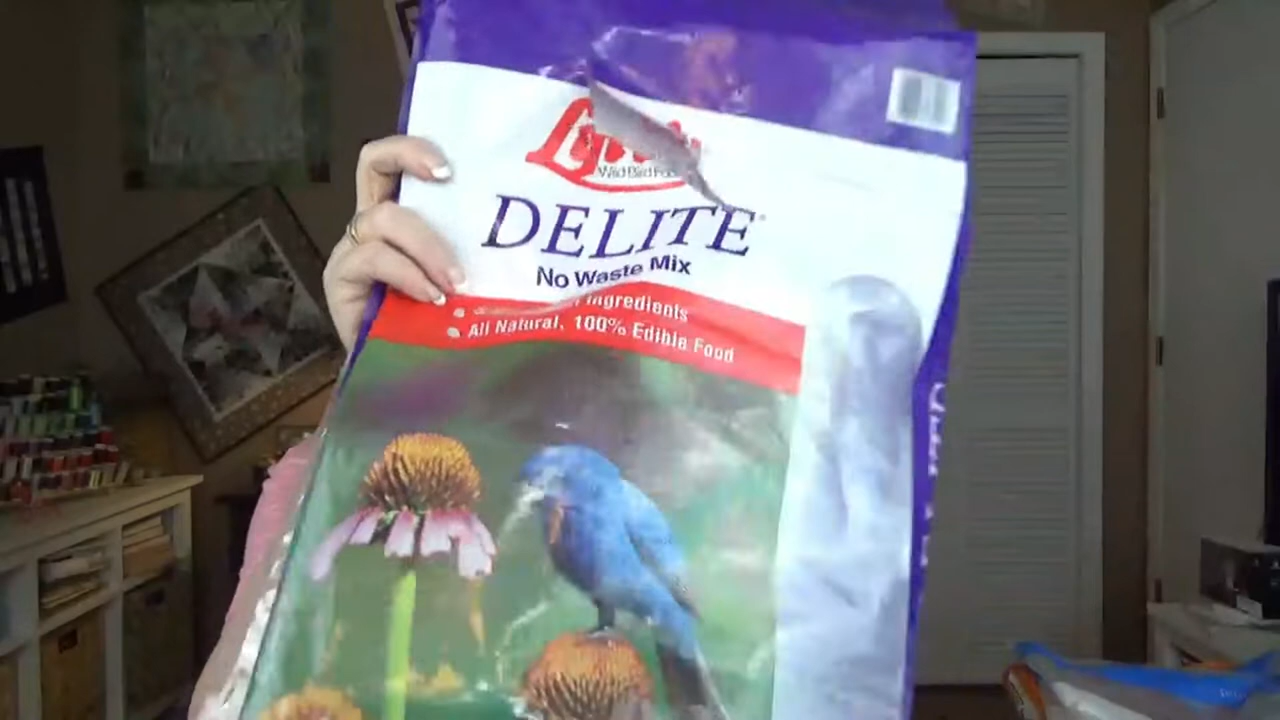 Wild Bird Food
DELITE®
No Waste Mix
Ingredients
All Natural, 100% Edible Food